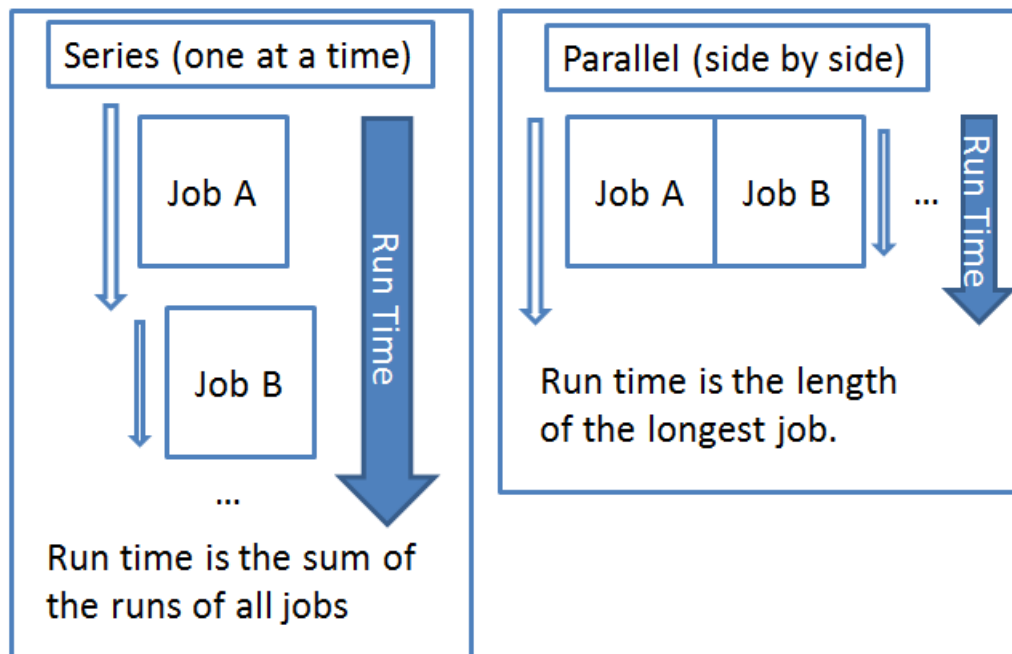 Series (one at a time)
Job A
Run Time
Job B
...
Run time is the sum of
the runs of all jobs
Parallel (side by side)
Job A
Job B
...
Run Time
Run time is the length
of the longest job.